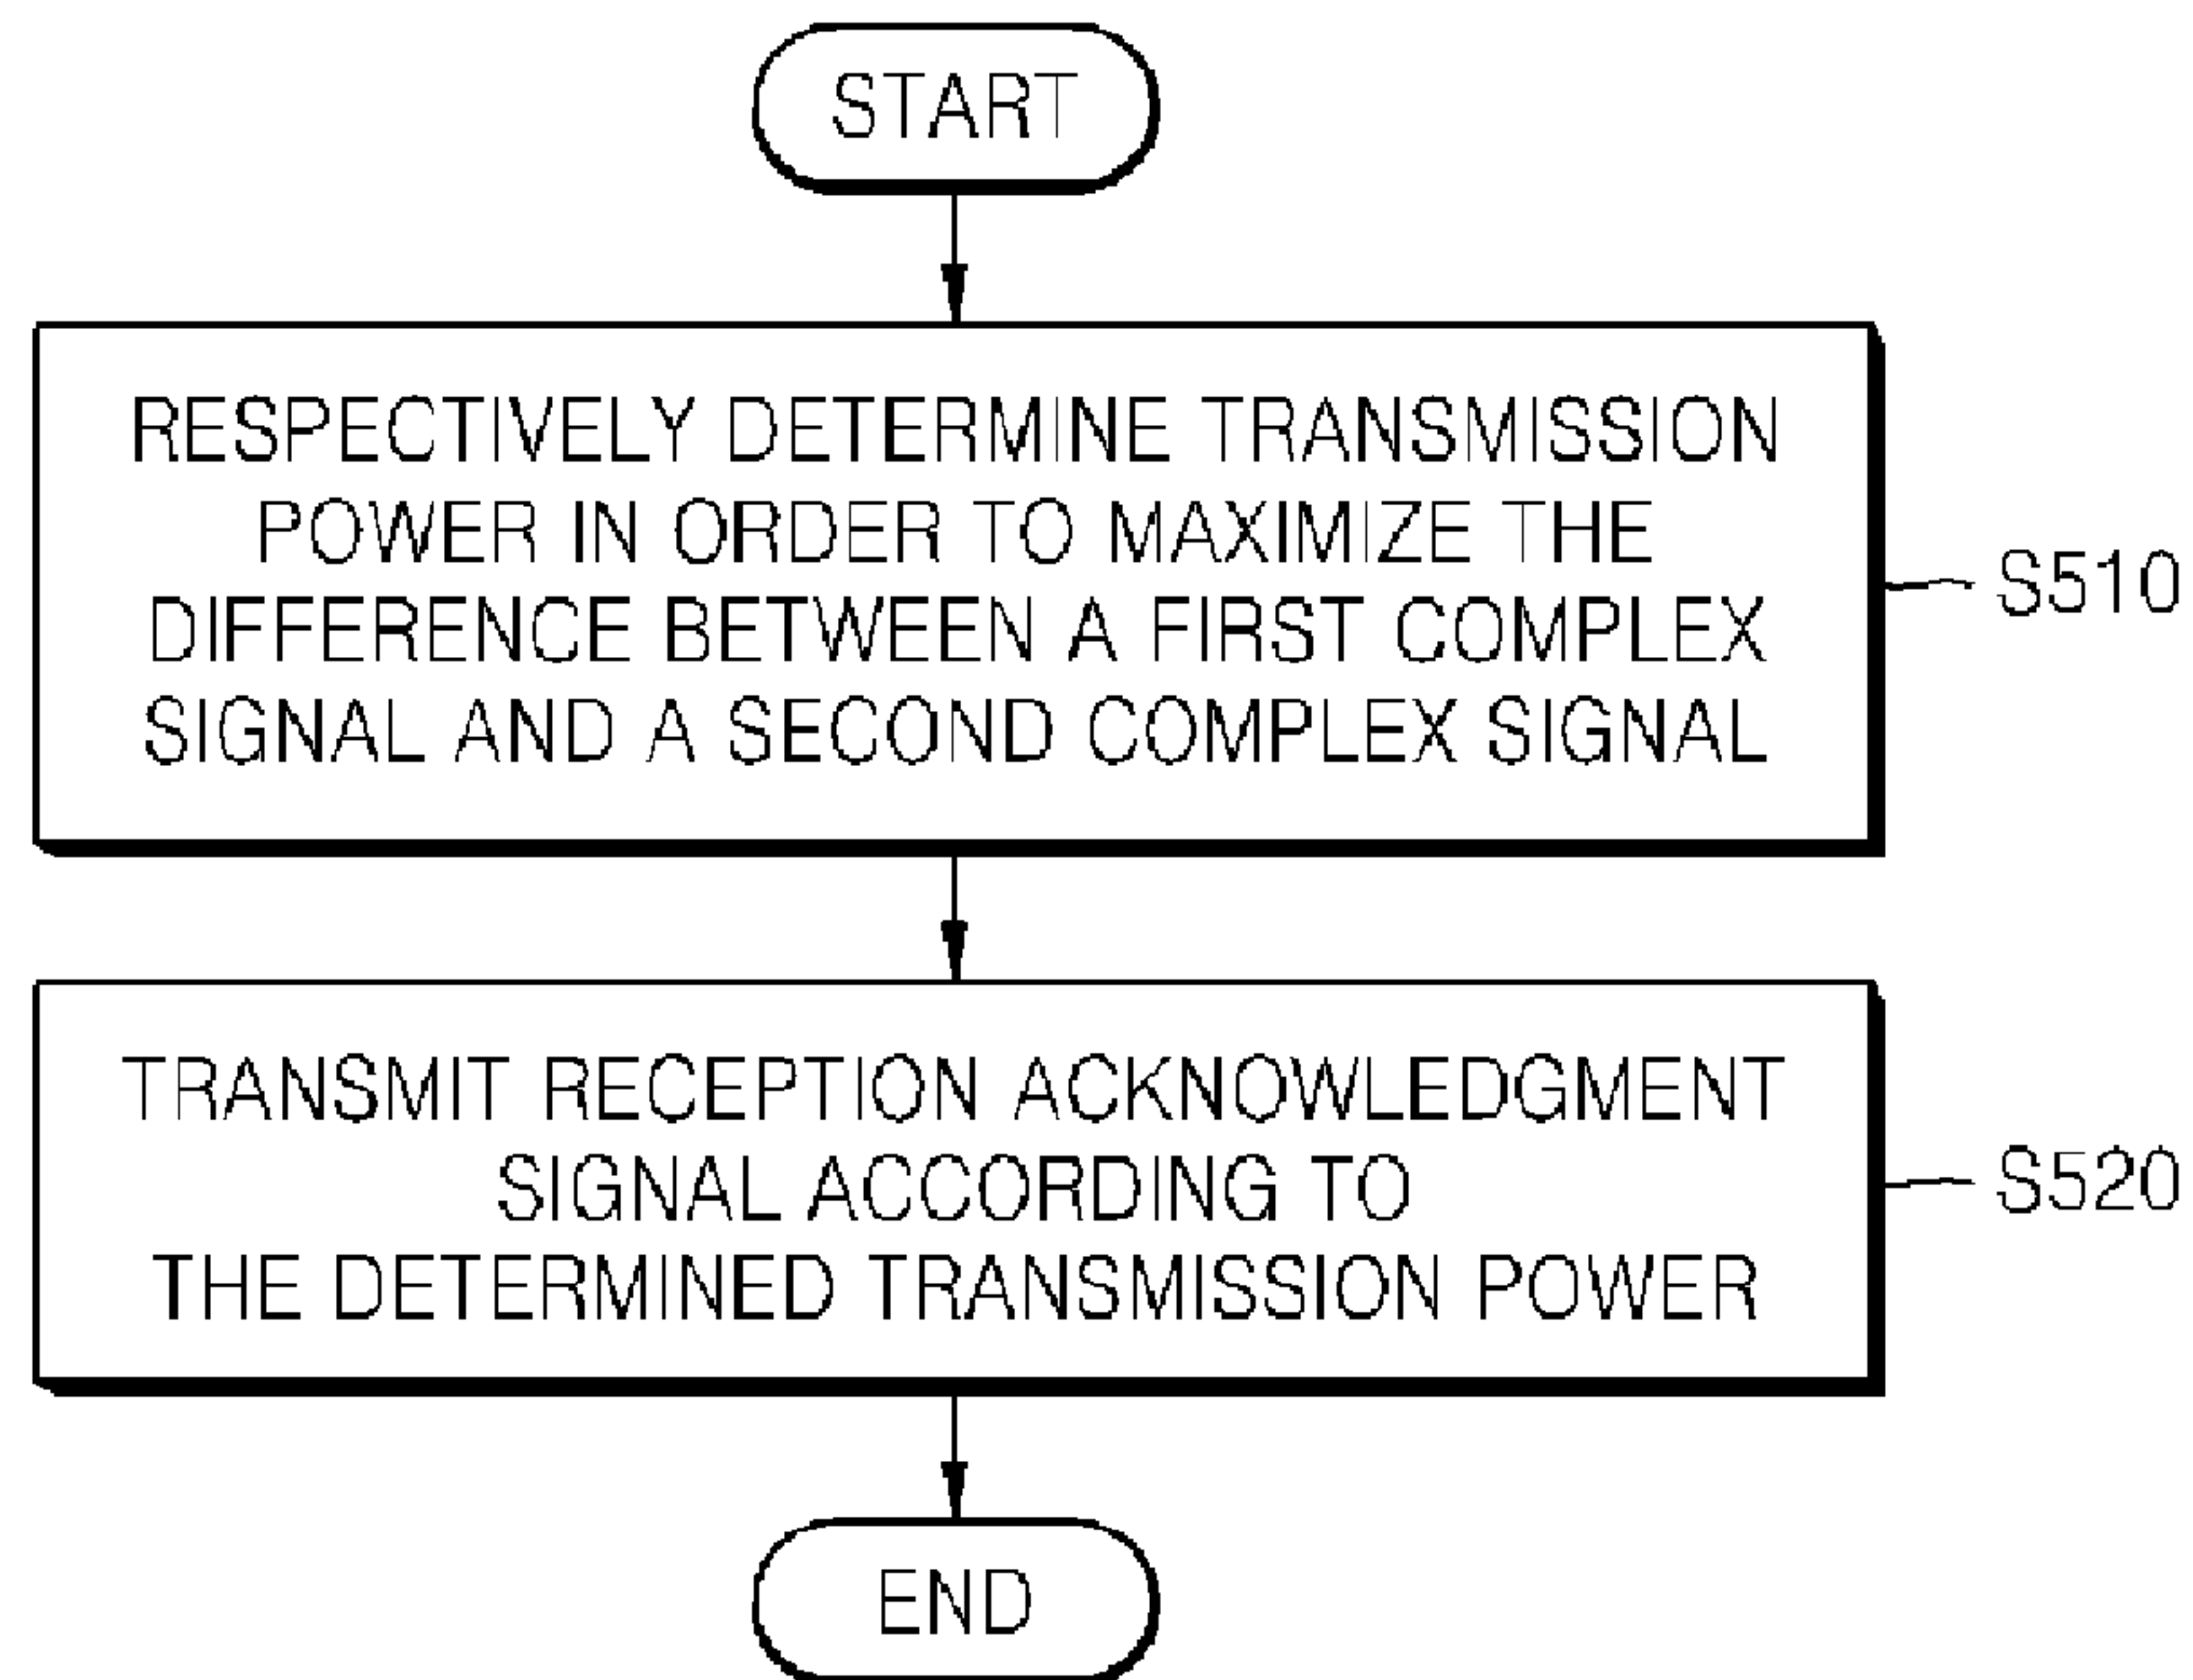 START
RESPECTIVELY DETERMINE TRANSMISSION
POWER IN ORDER TO MAXIMIZE THE
DIFFERENCE BETWEEN A FIRST COMPLEX
SIGNAL AND A SECOND COMPLEX SIGNAL
S510
TRANSMIT RECEPTION ACKNOWLEDGMENT
SIGNAL ACCORDING TO
THE DETERMINED TRANSMISSION POWER
S520
END